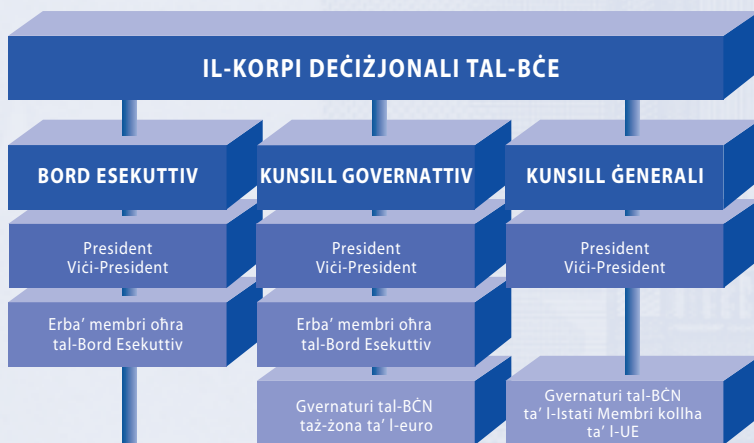 IL-KORPI DEĊIŻJONALI TAL-BĊE
BORD ESEKUTTIV
KUNSILL GOVERNATTIV
KUNSILL ĠENERALI
President
Viċi-President
President
Viċi-President
President
Viċi-President
Erba' membri oħra
tal-Bord Esekuttiv
Erba' membri oħra
tal-Bord Esekuttiv
Gvernaturi tal-BĊN
taż-żona ta' l-euro
Gvernaturi tal-BĊN
ta' l-Istati Membri kollha
ta' l-UE